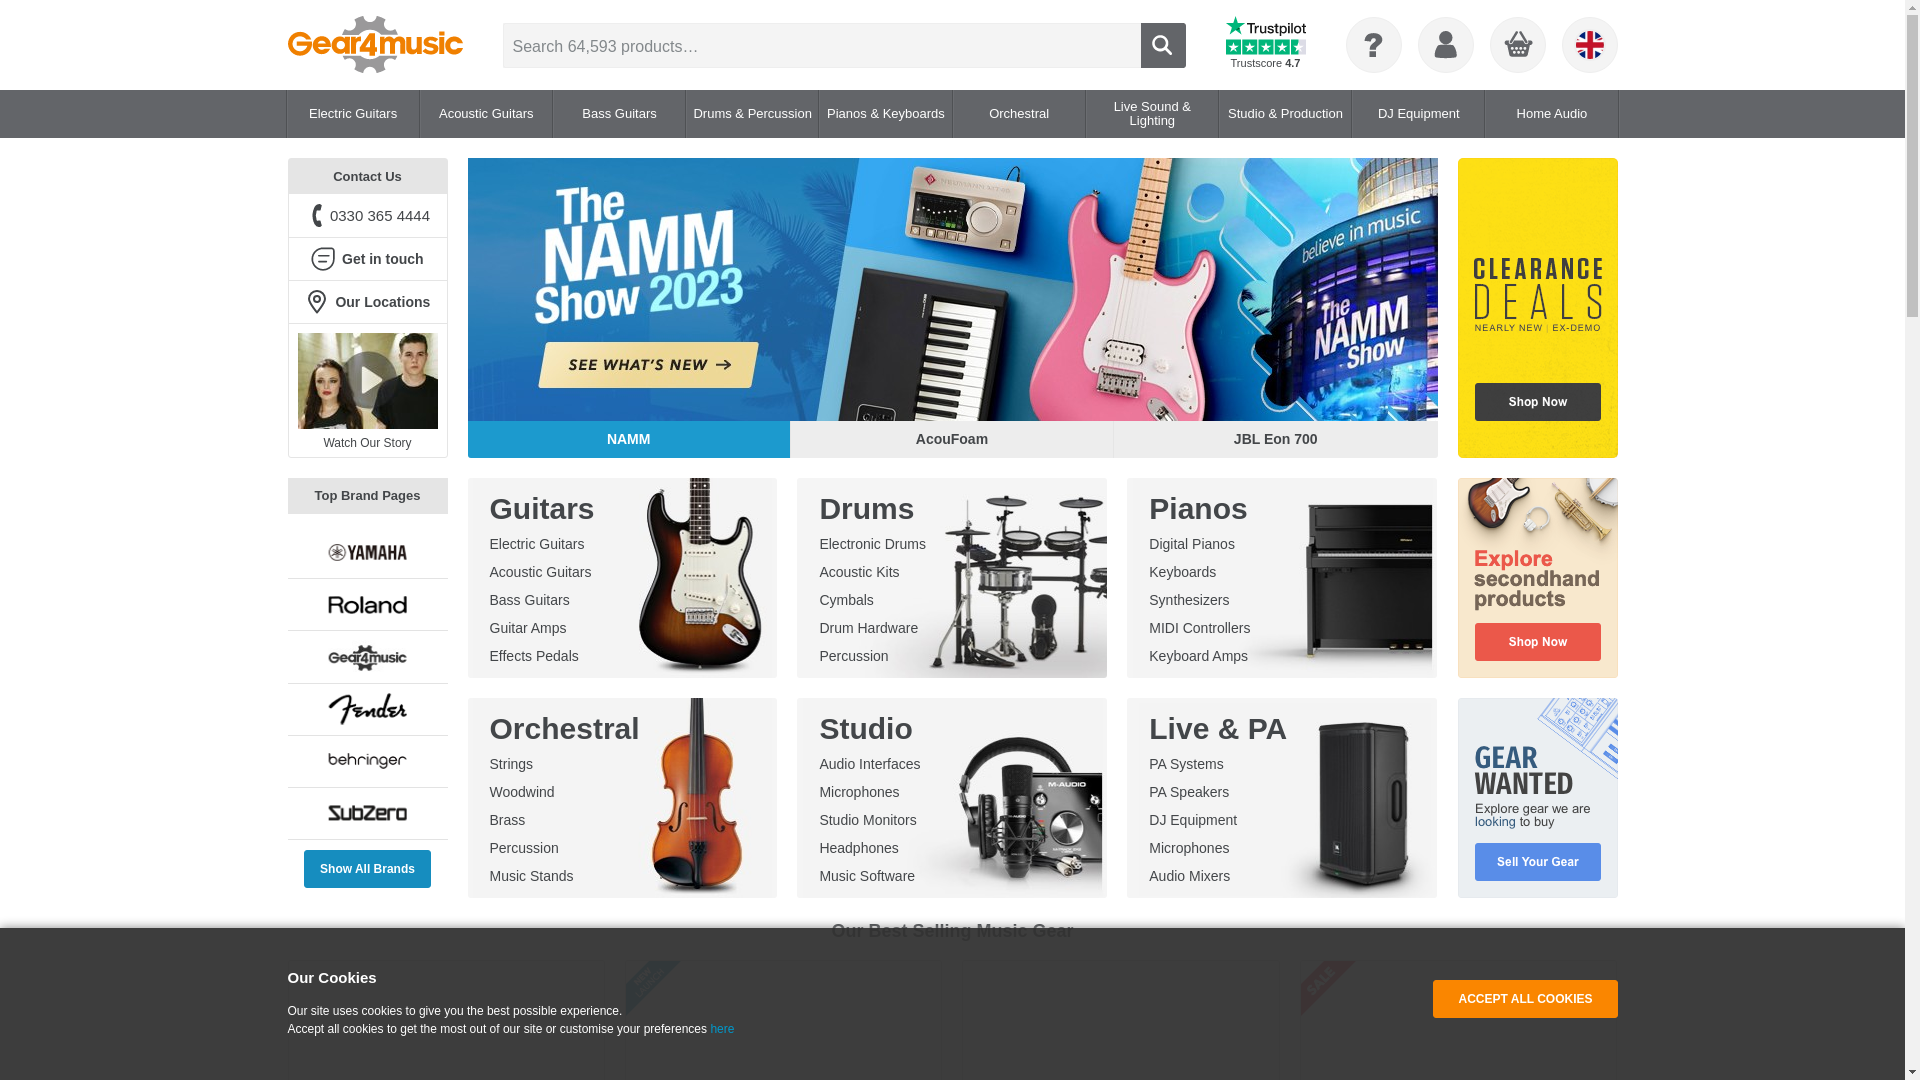 Gear4music
Search 64,593 products…
Trustpilot
Trustscore 4.7
Electric Guitars
Acoustic Guitars
Bass Guitars
Drums & Percussion
Pianos & Keyboards
Orchestral
Live Sound &
Lighting
Studio & Production
DJ Equipment
Home Audio
Contact Us
0330 365 4444
Get in touch
Our Locations
Watch Our Story
The
NAMM
Show 2023
SEE WHAT'S NEW
believe in music
The
NAMM
Show
NAMM
AcouFoam
JBL Eon 700
CLEARANCE
DEALS
NEARLY NEW | EX-DEMO
Shop Now
Top Brand Pages
YAMAHA
Roland
Gear4music
Fender
behringer
SubZero
Show All Brands
Guitars
Electric Guitars
Acoustic Guitars
Bass Guitars
Guitar Amps
Effects Pedals
Drums
Electronic Drums
Acoustic Kits
Cymbals
Drum Hardware
Percussion
Pianos
Digital Pianos
Keyboards
Synthesizers
MIDI Controllers
Keyboard Amps
Explore
secondhand
products
Shop Now
Orchestral
Strings
Woodwind
Brass
Percussion
Music Stands
Studio
Audio Interfaces
Microphones
Studio Monitors
Headphones
Music Software
M-AUDIO
Live & PA
PA Systems
PA Speakers
DJ Equipment
Microphones
Audio Mixers
GEAR
WANTED
Explore gear we are
looking to buy
Sell Your Gear
Our Best Selling Music Gear
SALE
Our Cookies
Our site uses cookies to give you the best possible experience.
Accept all cookies to get the most out of our site or customise your preferences here
ACCEPT ALL COOKIES